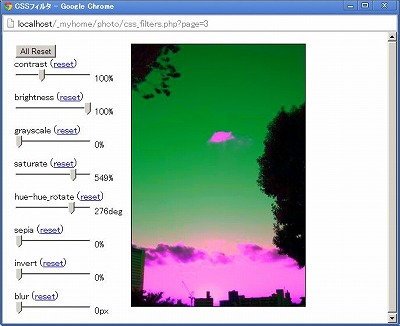 CSSフィルタ - Google Chrome
localhost/_myhome/photo/css_filters.php?page=3
All Reset
contrast (reset)
100%
brightness (reset)
100%
grayscale (reset)
0%
saturate (reset)
549%
hue-hue_rotate (reset)
276deg
sepia (reset)
0%
invert (reset)
0%
blur (reset)
0px